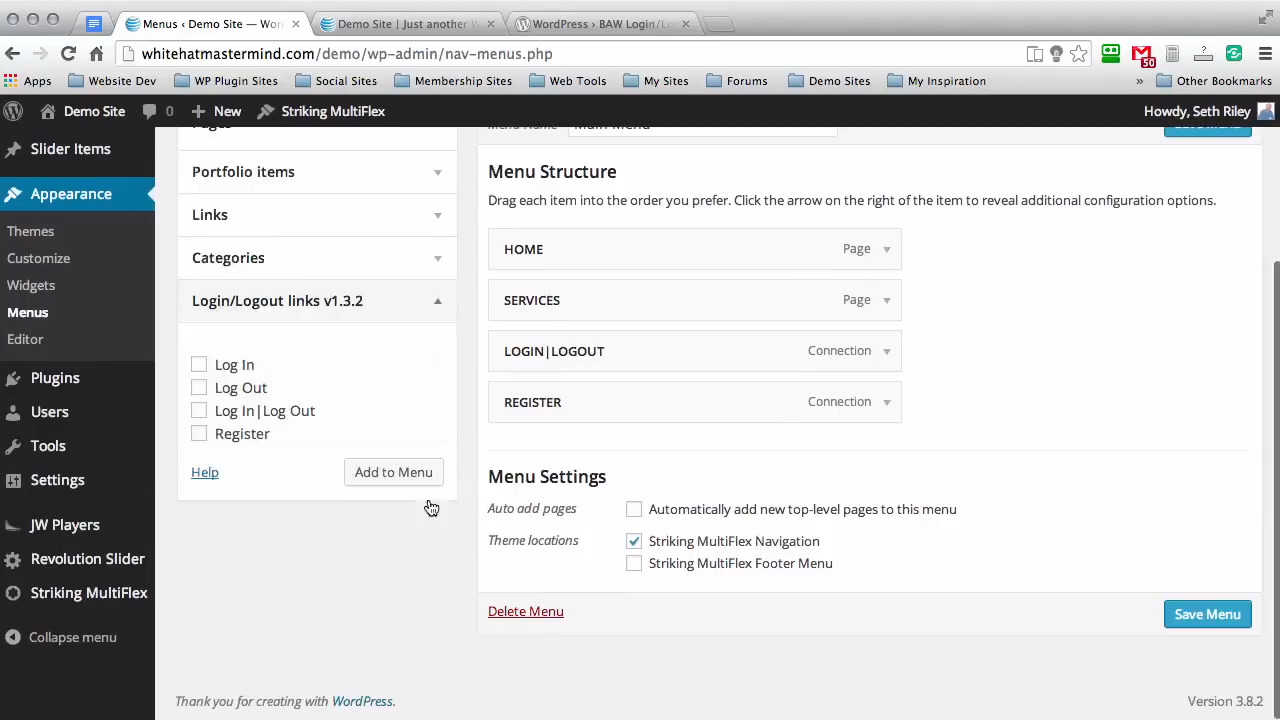 Menus ‹ Demo Site — Wor
Demo Site | Just another W
WordPress › BAW Login/L
whitehatmastermind.com/demo/wp-admin/nav-menus.php
50
Apps
Website Dev
WP Plugin Sites
Social Sites
Membership Sites
Web Tools
My Sites
Forums
Demo Sites
My Inspiration
»
Other Bookmarks
Demo Site
0
New
Striking MultiFlex
Howdy, Seth Riley
Slider Items
Appearance
Themes
Customize
Widgets
Menus
Editor
Plugins
Users
Tools
Settings
JW Players
Revolution Slider
Striking MultiFlex
Collapse menu
Pages
Portfolio items
Links
Categories
Login/Logout links v1.3.2
Log In
Log Out
Log In|Log Out
Register
Help
Add to Menu
Menu Name
Main Menu
Save Menu
Menu Structure
Drag each item into the order you prefer. Click the arrow on the right of the item to reveal additional configuration options.
HOME Page
SERVICES Page
LOGIN|LOGOUT Connection
REGISTER Connection
Menu Settings
Auto add pages
Automatically add new top-level pages to this menu
Theme locations
Striking MultiFlex Navigation
Striking MultiFlex Footer Menu
Delete Menu
Save Menu
Thank you for creating with WordPress.
Version 3.8.2